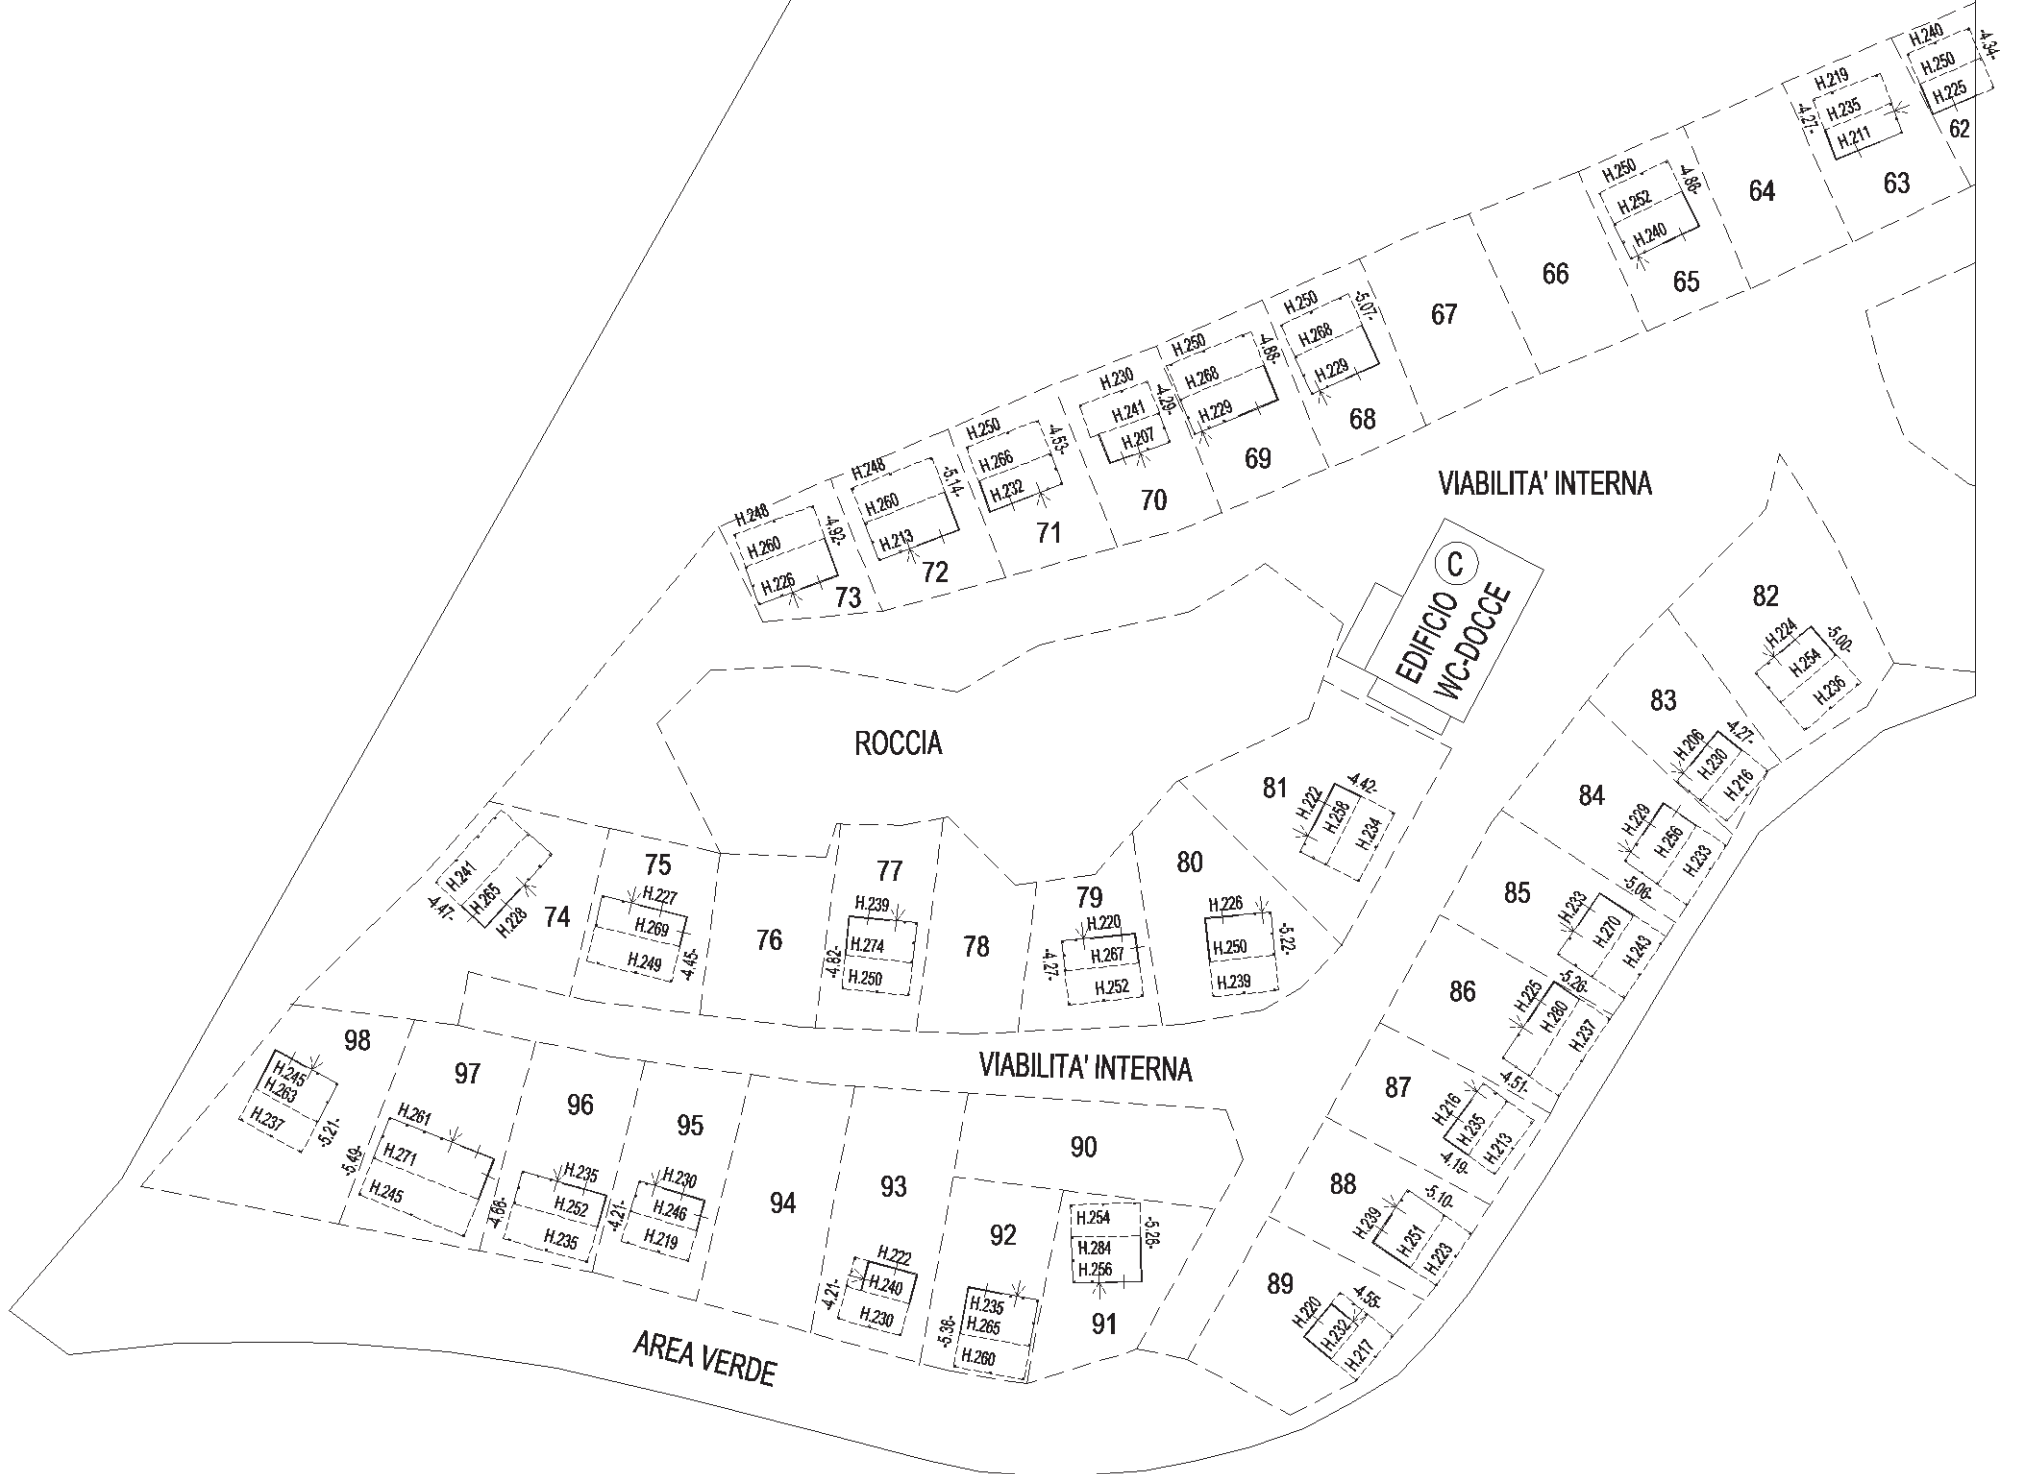 H.240
-4.34-
H.250
H.225
62
H.219
-4.27-
H.235
H.211
63
64
H.250
-4.86-
H.252
H.240
65
66
67
H.250
-5.07-
H.268
H.229
68
H.250
-4.88-
H.268
H.229
69
H.230
-4.29-
H.241
H.207
70
H.250
-4.53-
H.266
H.232
71
H.248
-5.14-
H.260
H.213
72
H.248
-4.92-
H.260
H.226
73
VIABILITA' INTERNA
C
EDIFICIO
WC-DOCCE
ROCCIA
82
H.224
-5.00-
H.254
H.236
83
H.206
-4.27-
H.230
H.216
84
H.229
H.256
H.233
-5.06-
85
H.233
H.270
H.243
-5.26-
86
H.225
H.280
H.237
-4.51-
87
H.216
H.235
H.213
-4.19-
88
H.239
-5.10-
H.251
H.223
89
H.220
-4.55-
H.232
H.217
81
H.222
-4.42-
H.258
H.234
80
H.226
-5.22-
H.250
H.239
79
H.220
H.267
-4.27-
H.252
78
77
H.239
H.274
-4.82-
H.250
76
75
H.227
H.269
H.249
-4.45-
74
H.241
H.265
-4.47-
H.228
VIABILITA' INTERNA
98
H.245
H.263
H.237
-5.21-
97
H.261
H.271
-5.49-
H.245
96
H.235
H.252
-4.66-
H.235
95
H.230
H.246
-4.21-
H.219
94
93
H.222
H.240
-4.21-
H.230
90
92
H.235
H.265
-5.36-
H.260
H.254
-5.26-
H.284
H.256
91
AREA VERDE